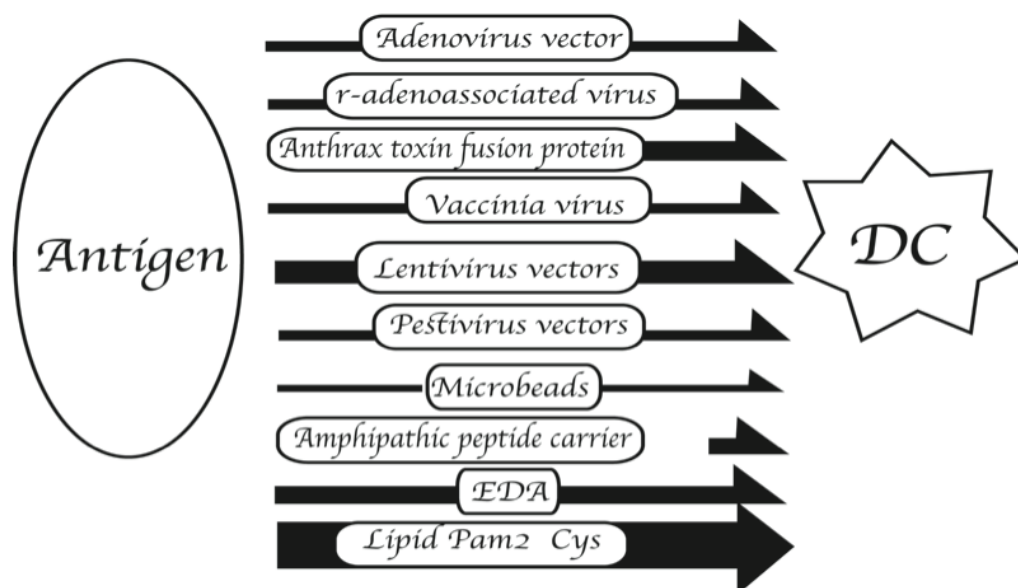 Adenovirus vector
r-adenoassociated virus
Anthrax toxin fusion protein
Vaccinia virus
Antigen
DC
Lentivirus vectors
Pestivirus vectors
Microbeads
Amphipathic peptide carrier
EDA
Lipid Pam2 Cys